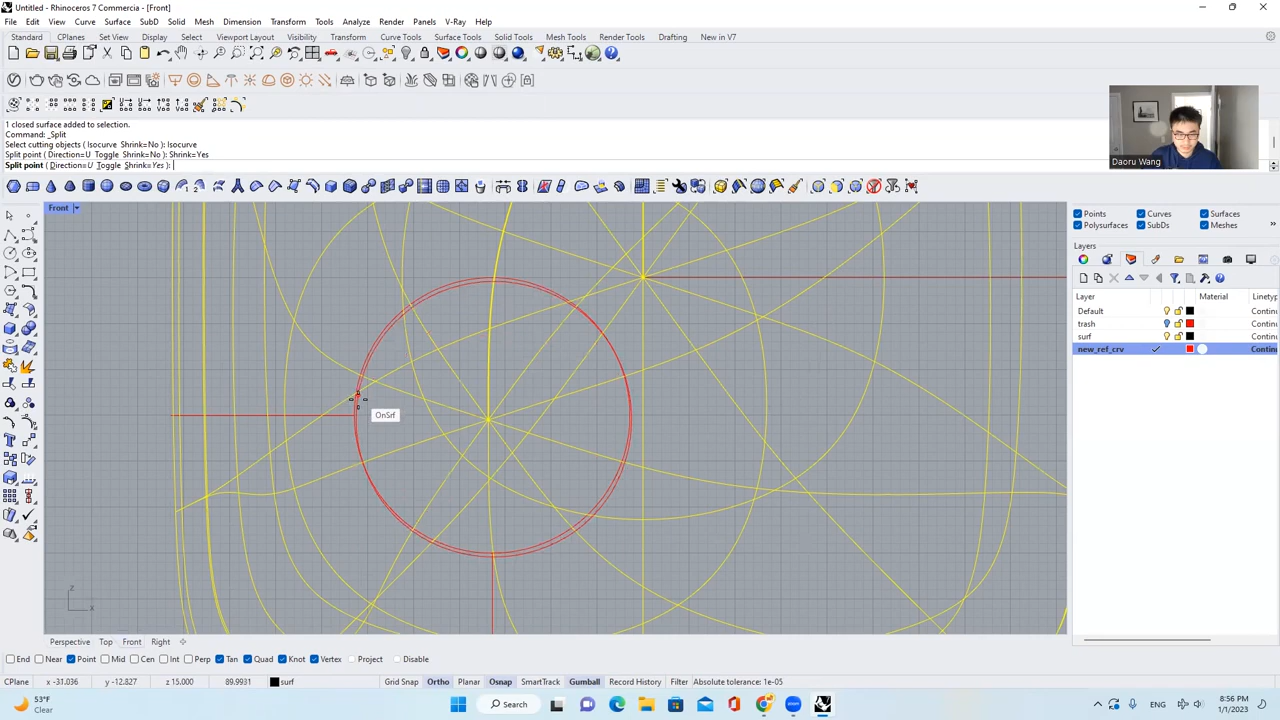 Untitled - Rhinoceros 7 Commercia - [Front]
File Edit View Curve Surface SubD Solid Mesh Dimension Transform Tools Analyze Render Panels V-Ray Help
Standard CPlanes Set View Display Select Viewport Layout Visibility Transform Curve Tools Surface Tools Solid Tools Mesh Tools Render Tools Drafting New in V7
1 closed surface added to selection.
Command: _Split
Select cutting objects ( Isocurve Shrink=No ): Isocurve
Split point ( Direction=U Toggle Shrink=No ): Shrink=Yes
Split point ( Direction=U Toggle Shrink=Yes ):
Daoru Wang
Front
Points Curves Surfaces
Polysurfaces SubDs Meshes
Layers
Layer Material Linetyp
Default Contin
trash Contin
surf Contin
new_ref_crv Contin
OnSrf
z
x
Perspective Top Front Right
End Near Point Mid Cen Int Perp Tan Quad Knot Vertex Project Disable
CPlane x -31.036 y -12.827 z 15.000 89.9931 surf Grid Snap Ortho Planar Osnap SmartTrack Gumball Record History Filter Absolute tolerance: 1e-05
53°F
Clear
Search
ENG
8:56 PM
1/1/2023